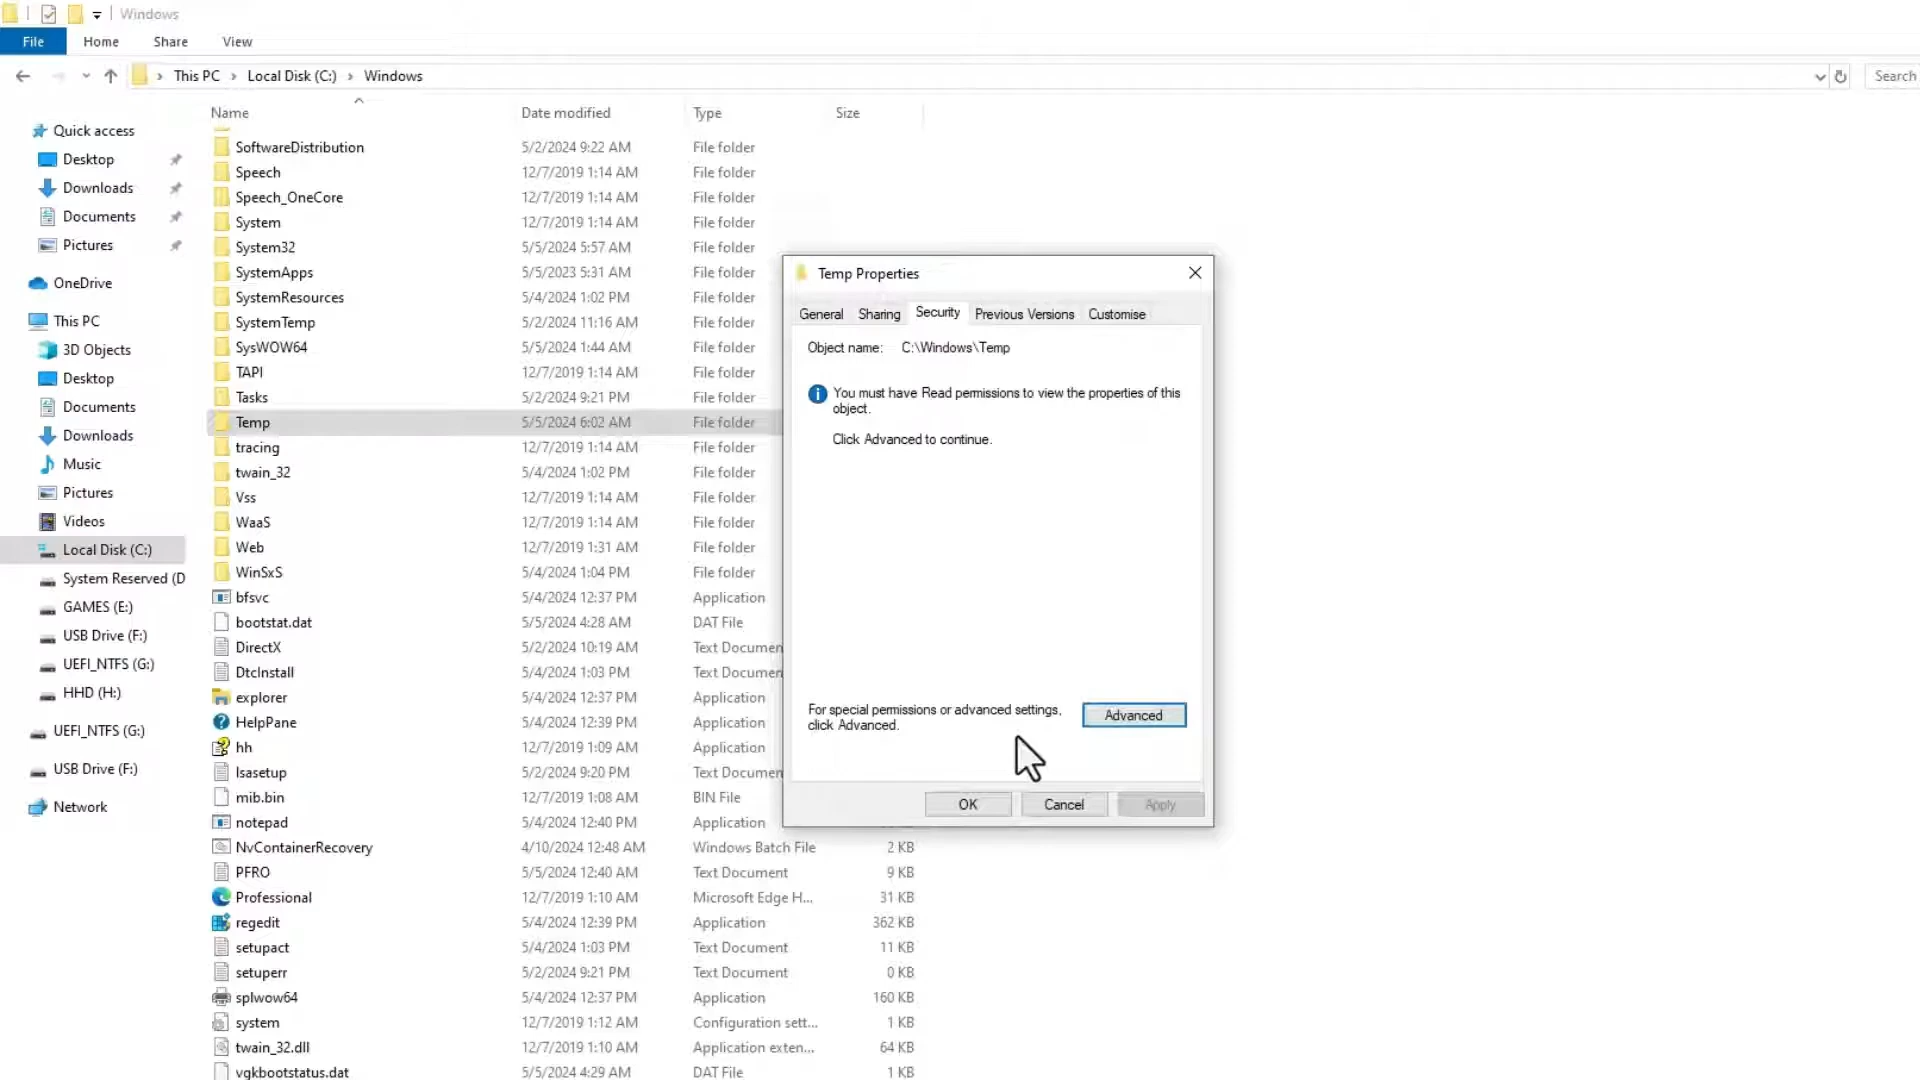 Windows
File Home Share View
This PC › Local Disk (C:) › Windows
Search
Name Date modified Type Size
Quick access
Desktop
Downloads
Documents
Pictures
OneDrive
This PC
3D Objects
Desktop
Documents
Downloads
Music
Pictures
Videos
Local Disk (C:)
System Reserved (D
GAMES (E:)
USB Drive (F:)
UEFI_NTFS (G:)
HHD (H:)
UEFI_NTFS (G:)
USB Drive (F:)
Network
SoftwareDistribution 5/2/2024 9:22 AM File folder
Speech 12/7/2019 1:14 AM File folder
Speech_OneCore 12/7/2019 1:14 AM File folder
System 12/7/2019 1:14 AM File folder
System32 5/5/2024 5:57 AM File folder
SystemApps 5/5/2023 5:31 AM File folder
SystemResources 5/4/2024 1:02 PM File folder
SystemTemp 5/2/2024 11:16 AM File folder
SysWOW64 5/5/2024 1:44 AM File folder
TAPI 12/7/2019 1:14 AM File folder
Tasks 5/2/2024 9:21 PM File folder
Temp 5/5/2024 6:02 AM File folder
tracing 12/7/2019 1:14 AM File folder
twain_32 5/4/2024 1:02 PM File folder
Vss 12/7/2019 1:14 AM File folder
WaaS 12/7/2019 1:14 AM File folder
Web 12/7/2019 1:31 AM File folder
WinSxS 5/4/2024 1:04 PM File folder
bfsvc 5/4/2024 12:37 PM Application
bootstat.dat 5/5/2024 4:28 AM DAT File
DirectX 5/2/2024 10:19 AM Text Documen
DtcInstall 5/4/2024 1:03 PM Text Documen
explorer 5/4/2024 12:37 PM Application
HelpPane 5/4/2024 12:39 PM Application
hh 12/7/2019 1:09 AM Application
lsasetup 5/2/2024 9:20 PM Text Documen
mib.bin 12/7/2019 1:08 AM BIN File
notepad 5/4/2024 12:40 PM Application
NvContainerRecovery 4/10/2024 12:48 AM Windows Batch File 2 KB
PFRO 5/5/2024 12:40 AM Text Document 9 KB
Professional 12/7/2019 1:10 AM Microsoft Edge H... 31 KB
regedit 5/4/2024 12:39 PM Application 362 KB
setupact 5/4/2024 1:03 PM Text Document 11 KB
setuperr 5/2/2024 9:21 PM Text Document 0 KB
splwow64 5/4/2024 12:37 PM Application 160 KB
system 12/7/2019 1:12 AM Configuration sett... 1 KB
twain_32.dll 12/7/2019 1:10 AM Application exten... 64 KB
vgkbootstatus.dat 5/5/2024 4:29 AM DAT File 1 KB
Temp Properties
General Sharing Security Previous Versions Customise
Object name: C:\Windows\Temp
You must have Read permissions to view the properties of this
object.
Click Advanced to continue.
For special permissions or advanced settings,
click Advanced.
Advanced
OK Cancel Apply